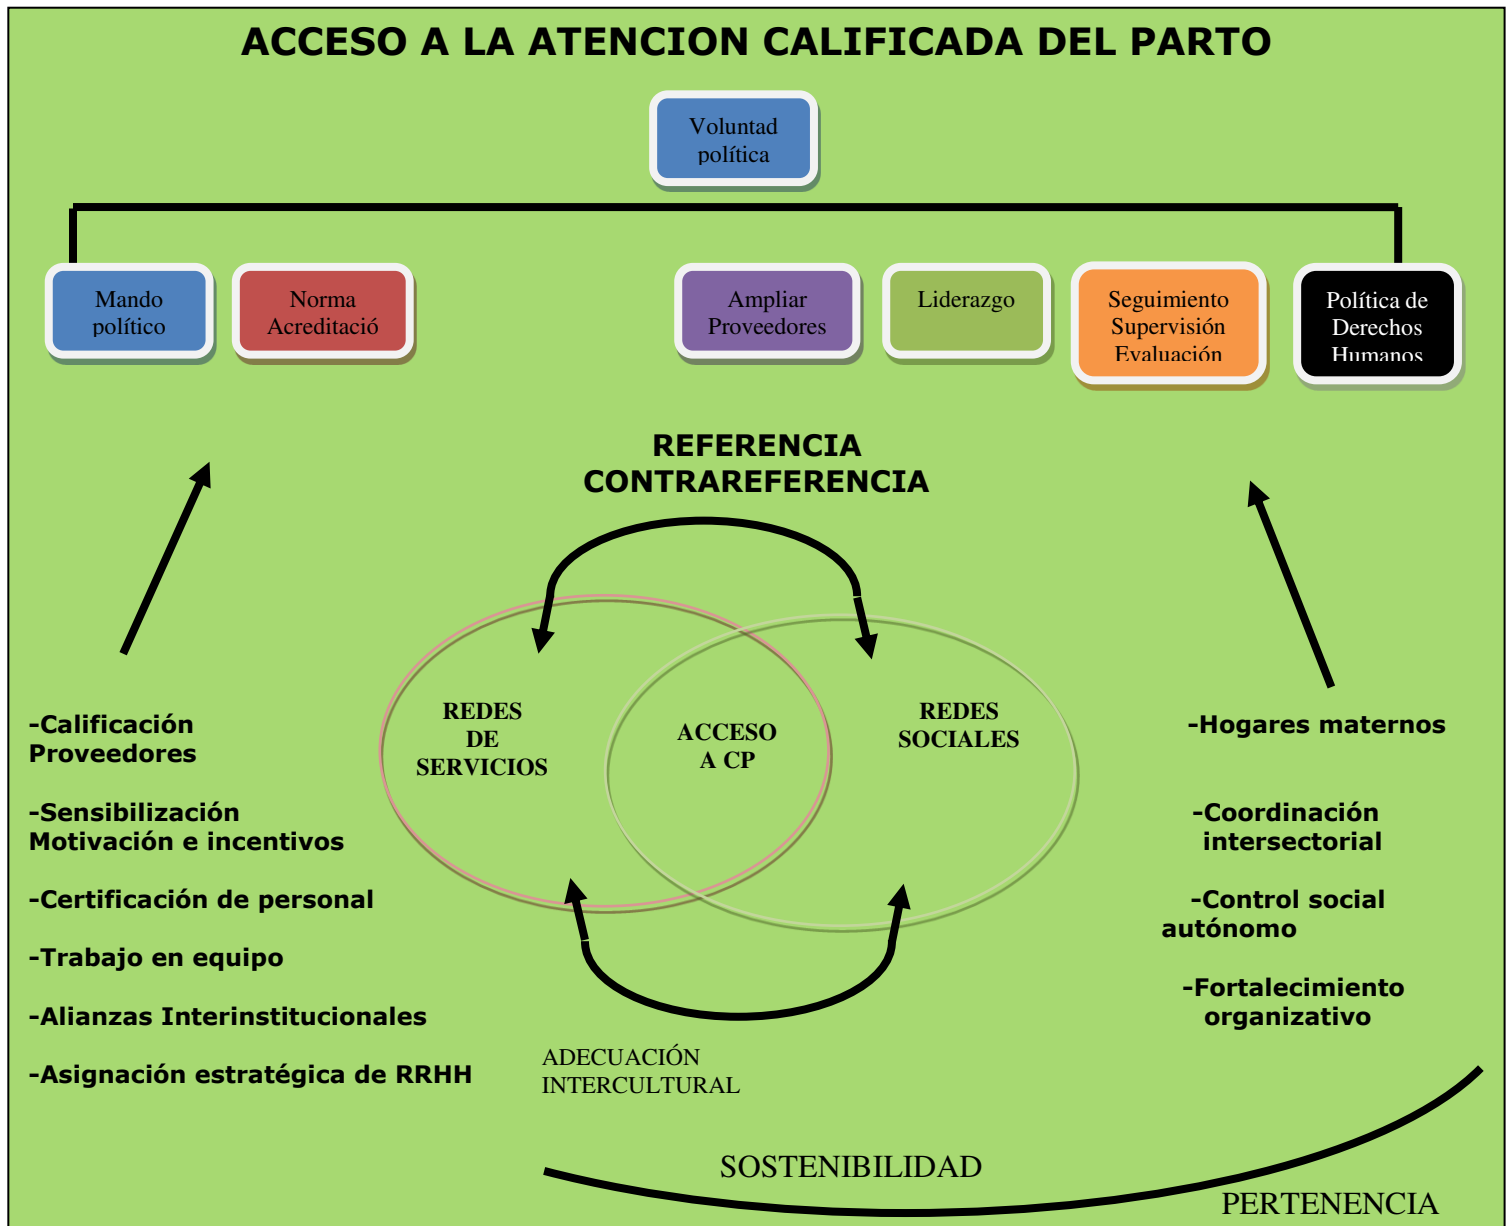 ACCESO A LA ATENCION CALIFICADA DEL PARTO
Voluntad
política
Mando
político
Norma
Acreditació
Ampliar
Proveedores
Liderazgo
Seguimiento
Supervisión
Evaluación
Política de
Derechos
Humanos
REFERENCIA
CONTRAREFERENCIA
REDES
DE
SERVICIOS
ACCESO
A CP
REDES
SOCIALES
-Calificación
Proveedores
-Sensibilización
Motivación e incentivos
-Certificación de personal
-Trabajo en equipo
-Alianzas Interinstitucionales
-Asignación estratégica de RRHH
-Hogares maternos
-Coordinación
intersectorial
-Control social
autónomo
-Fortalecimiento
organizativo
ADECUACIÓN
INTERCULTURAL
SOSTENIBILIDAD
PERTENENCIA